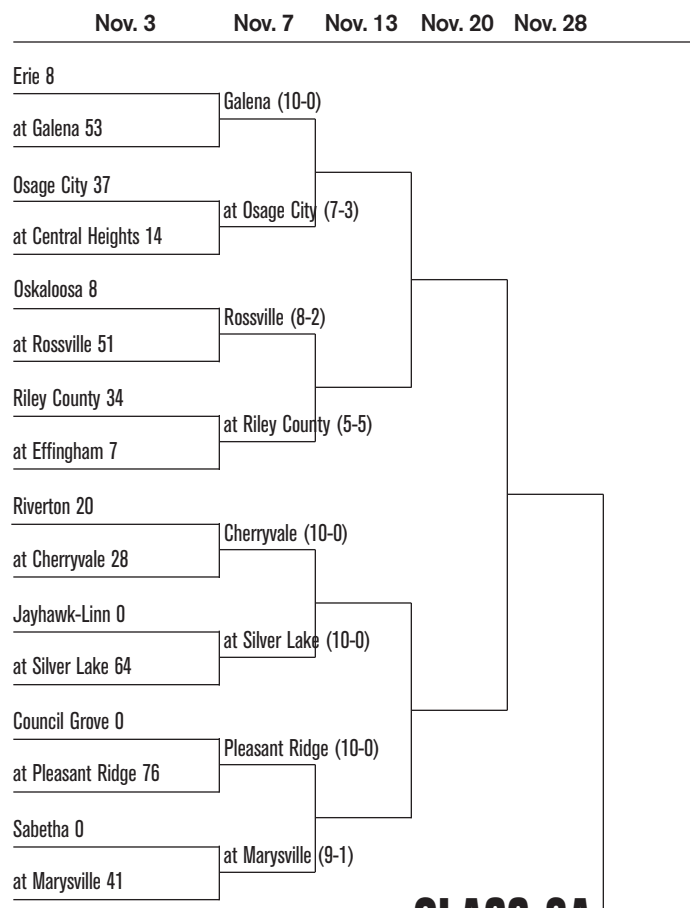 Nov. 3 Nov. 7 Nov. 13 Nov. 20 Nov. 28
Erie 8
Galena (10-0)
at Galena 53
Osage City 37
at Osage City (7-3)
at Central Heights 14
Oskaloosa 8
Rossville (8-2)
at Rossville 51
Riley County 34
at Riley County (5-5)
at Effingham 7
Riverton 20
Cherryvale (10-0)
at Cherryvale 28
Jayhawk-Linn 0
at Silver Lake (10-0)
at Silver Lake 64
Council Grove 0
Pleasant Ridge (10-0)
at Pleasant Ridge 76
Sabetha 0
at Marysville (9-1)
at Marysville 41